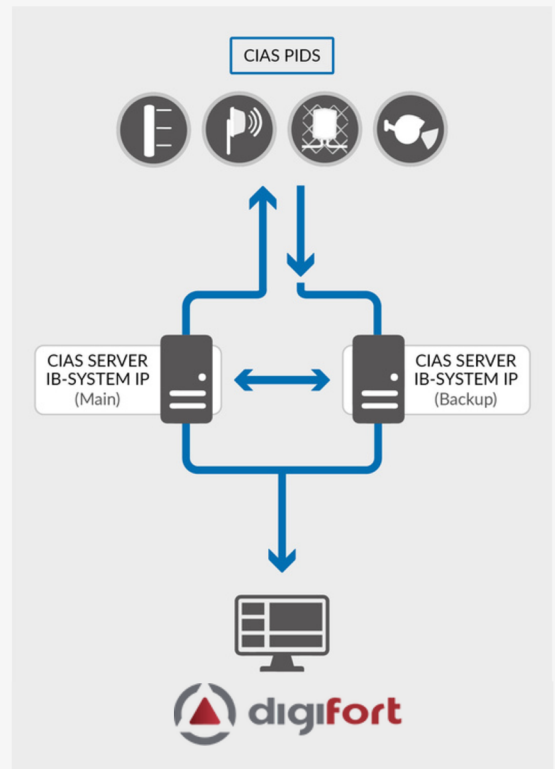 CIAS PIDS
CIAS SERVER
IB-SYSTEM IP
(Main)
CIAS SERVER
IB-SYSTEM IP
(Backup)
digifort